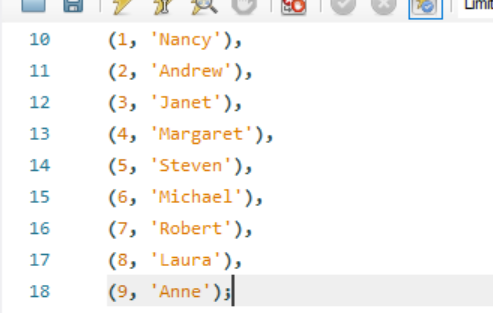 Limit
10 (1, 'Nancy'),
11 (2, 'Andrew'),
12 (3, 'Janet'),
13 (4, 'Margaret'),
14 (5, 'Steven'),
15 (6, 'Michael'),
16 (7, 'Robert'),
17 (8, 'Laura'),
18 (9, 'Anne');